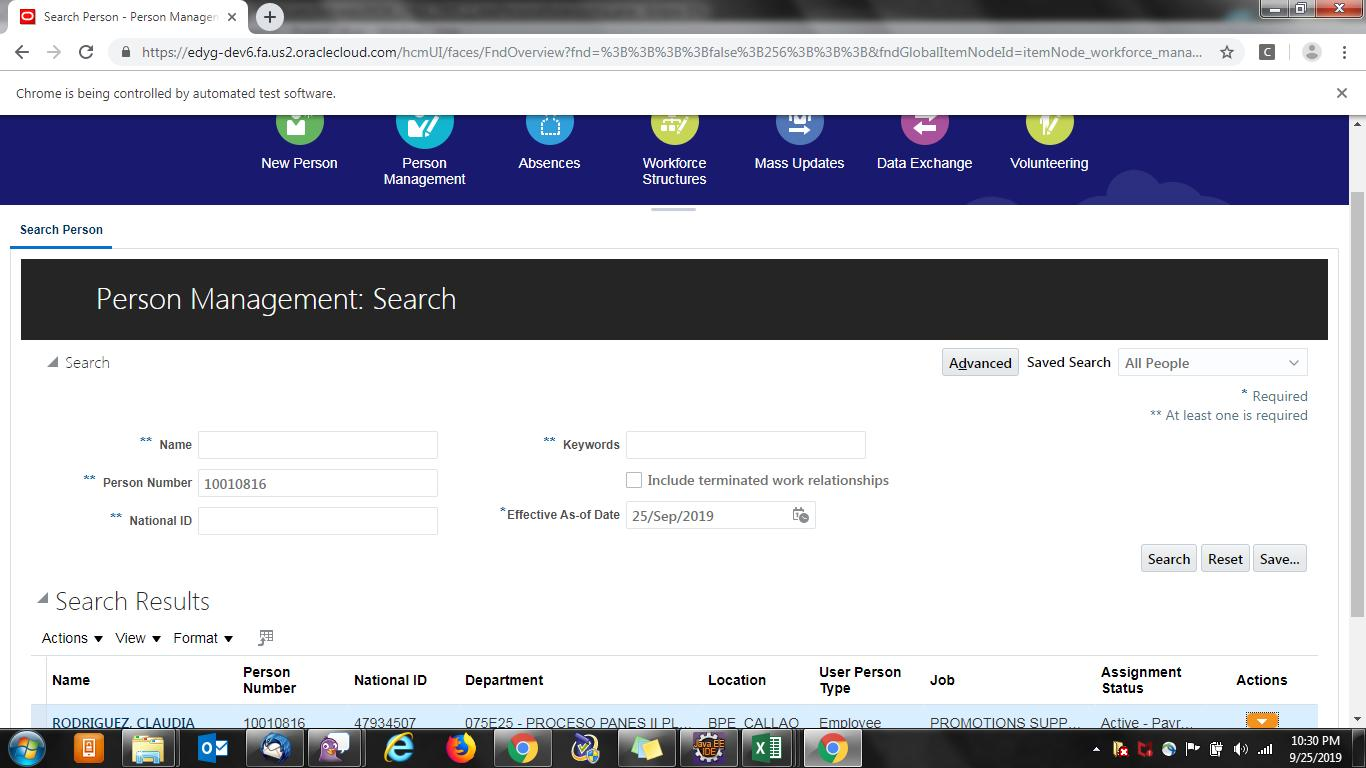 Search Person - Person Managem
https://edyg-dev6.fa.us2.oraclecloud.com/hcmUI/faces/FndOverview?fnd=%3B%3B%3B%3Bfalse%3B256%3B%3B%3B&fndGlobalItemNodeId=itemNode_workforce_mana...
C
Chrome is being controlled by automated test software.
New Person
Person Management
Absences
Workforce Structures
Mass Updates
Data Exchange
Volunteering
Search Person
Person Management: Search
Search
Advanced
Saved Search
All People
* Required
** At least one is required
** Name
** Keywords
** Person Number
10010816
Include terminated work relationships
** National ID
*Effective As-of Date
25/Sep/2019
Search
Reset
Save...
Search Results
Actions
View
Format
Name
Person Number
National ID
Department
Location
User Person Type
Job
Assignment Status
Actions
RODRIGUEZ, CLAUDIA
10010816
47934507
075E25 - PROCESO PANES II PL...
BPE_CALLAO
Employee
PROMOTIONS SUPP...
Active - Payr...
Java EE
IDE
10:30 PM
9/25/2019